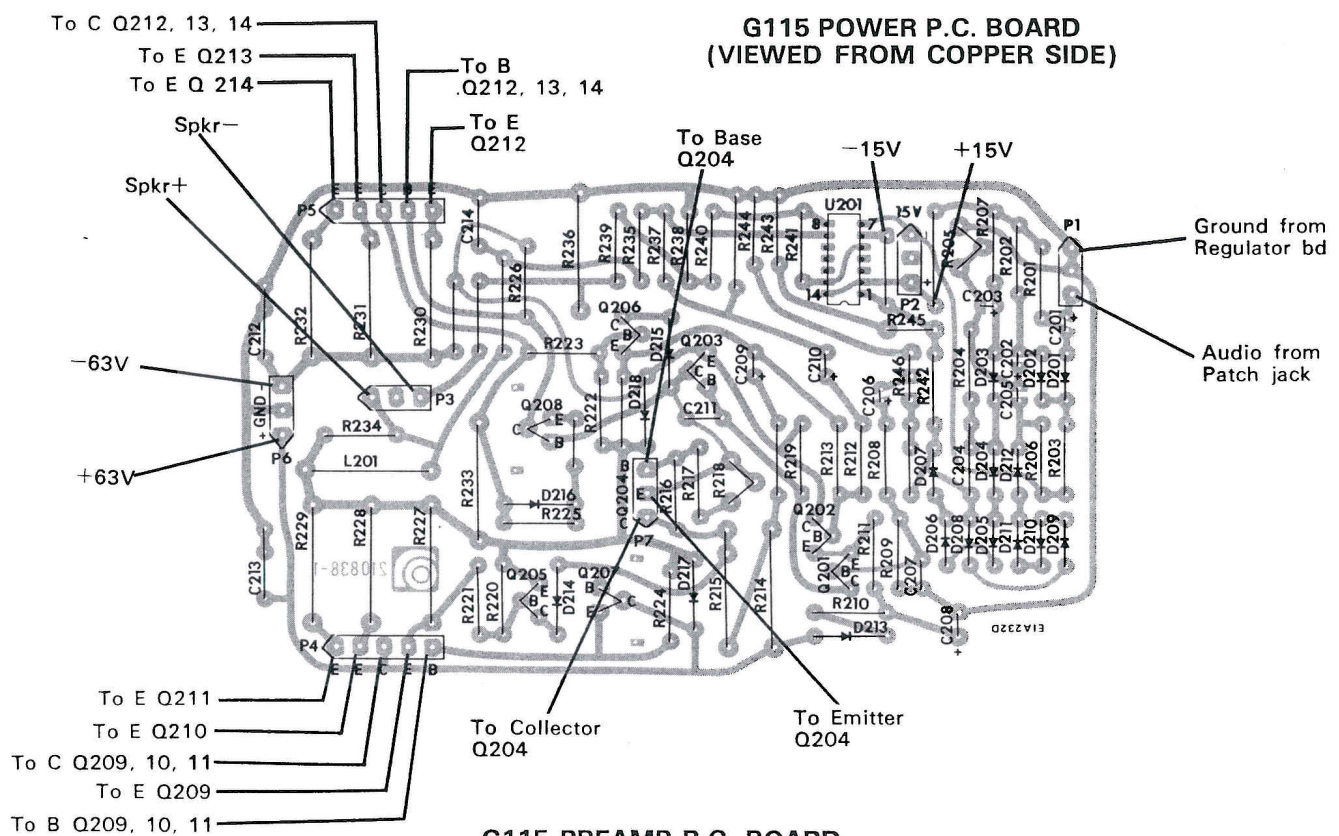 To C Q212, 13, 14
To E Q213
To E Q 214
Spkr−
Spkr+
To B
.Q212, 13, 14
To E
Q212
G115 POWER P.C. BOARD
(VIEWED FROM COPPER SIDE)
To Base
Q204
−15V
+15V
Ground from
Regulator bd
Audio from
Patch jack
−63V
+63V
E E C B E
P5
C214
R236
R239
R235
R237
R238
R240
R244
R243
R241
U201
8 7
14 1
15V
P2
+
R205
R207
R202
R201
P1
+
C212
R232
R231
R230
R226
Q206
C
B
E
D215
Q203
E
C
B
C209
+
C210
+
R245
C203
+
C201
C206
+
R246
R242
R204
D203
C202
C205
D202
D201
GND
+
P6
P3
R223
R222
D218
C211
Q208
E
C
B
R234
L201
R233
D216
R225
B
Q204
E
C
P7
R216
R217
R218
R219
R213
R212
R208
D207
C204
D204
D212
R206
R203
R229
R228
R227
C213
210838-1
Q202
C
B
E
R211
R209
Q201
E
B
C
C207
D206
D208
D205
D211
D210
D209
R221
R220
Q205
E
B
C
D214
B
C
E
R224
D217
R215
R214
R210
D213
C208
+
EIA232D
P4
E E C E B
To E Q211
To E Q210
To C Q209, 10, 11
To E Q209
To B Q209, 10, 11
To Collector
Q204
To Emitter
Q204
G115 PREAMP P.C. BOARD